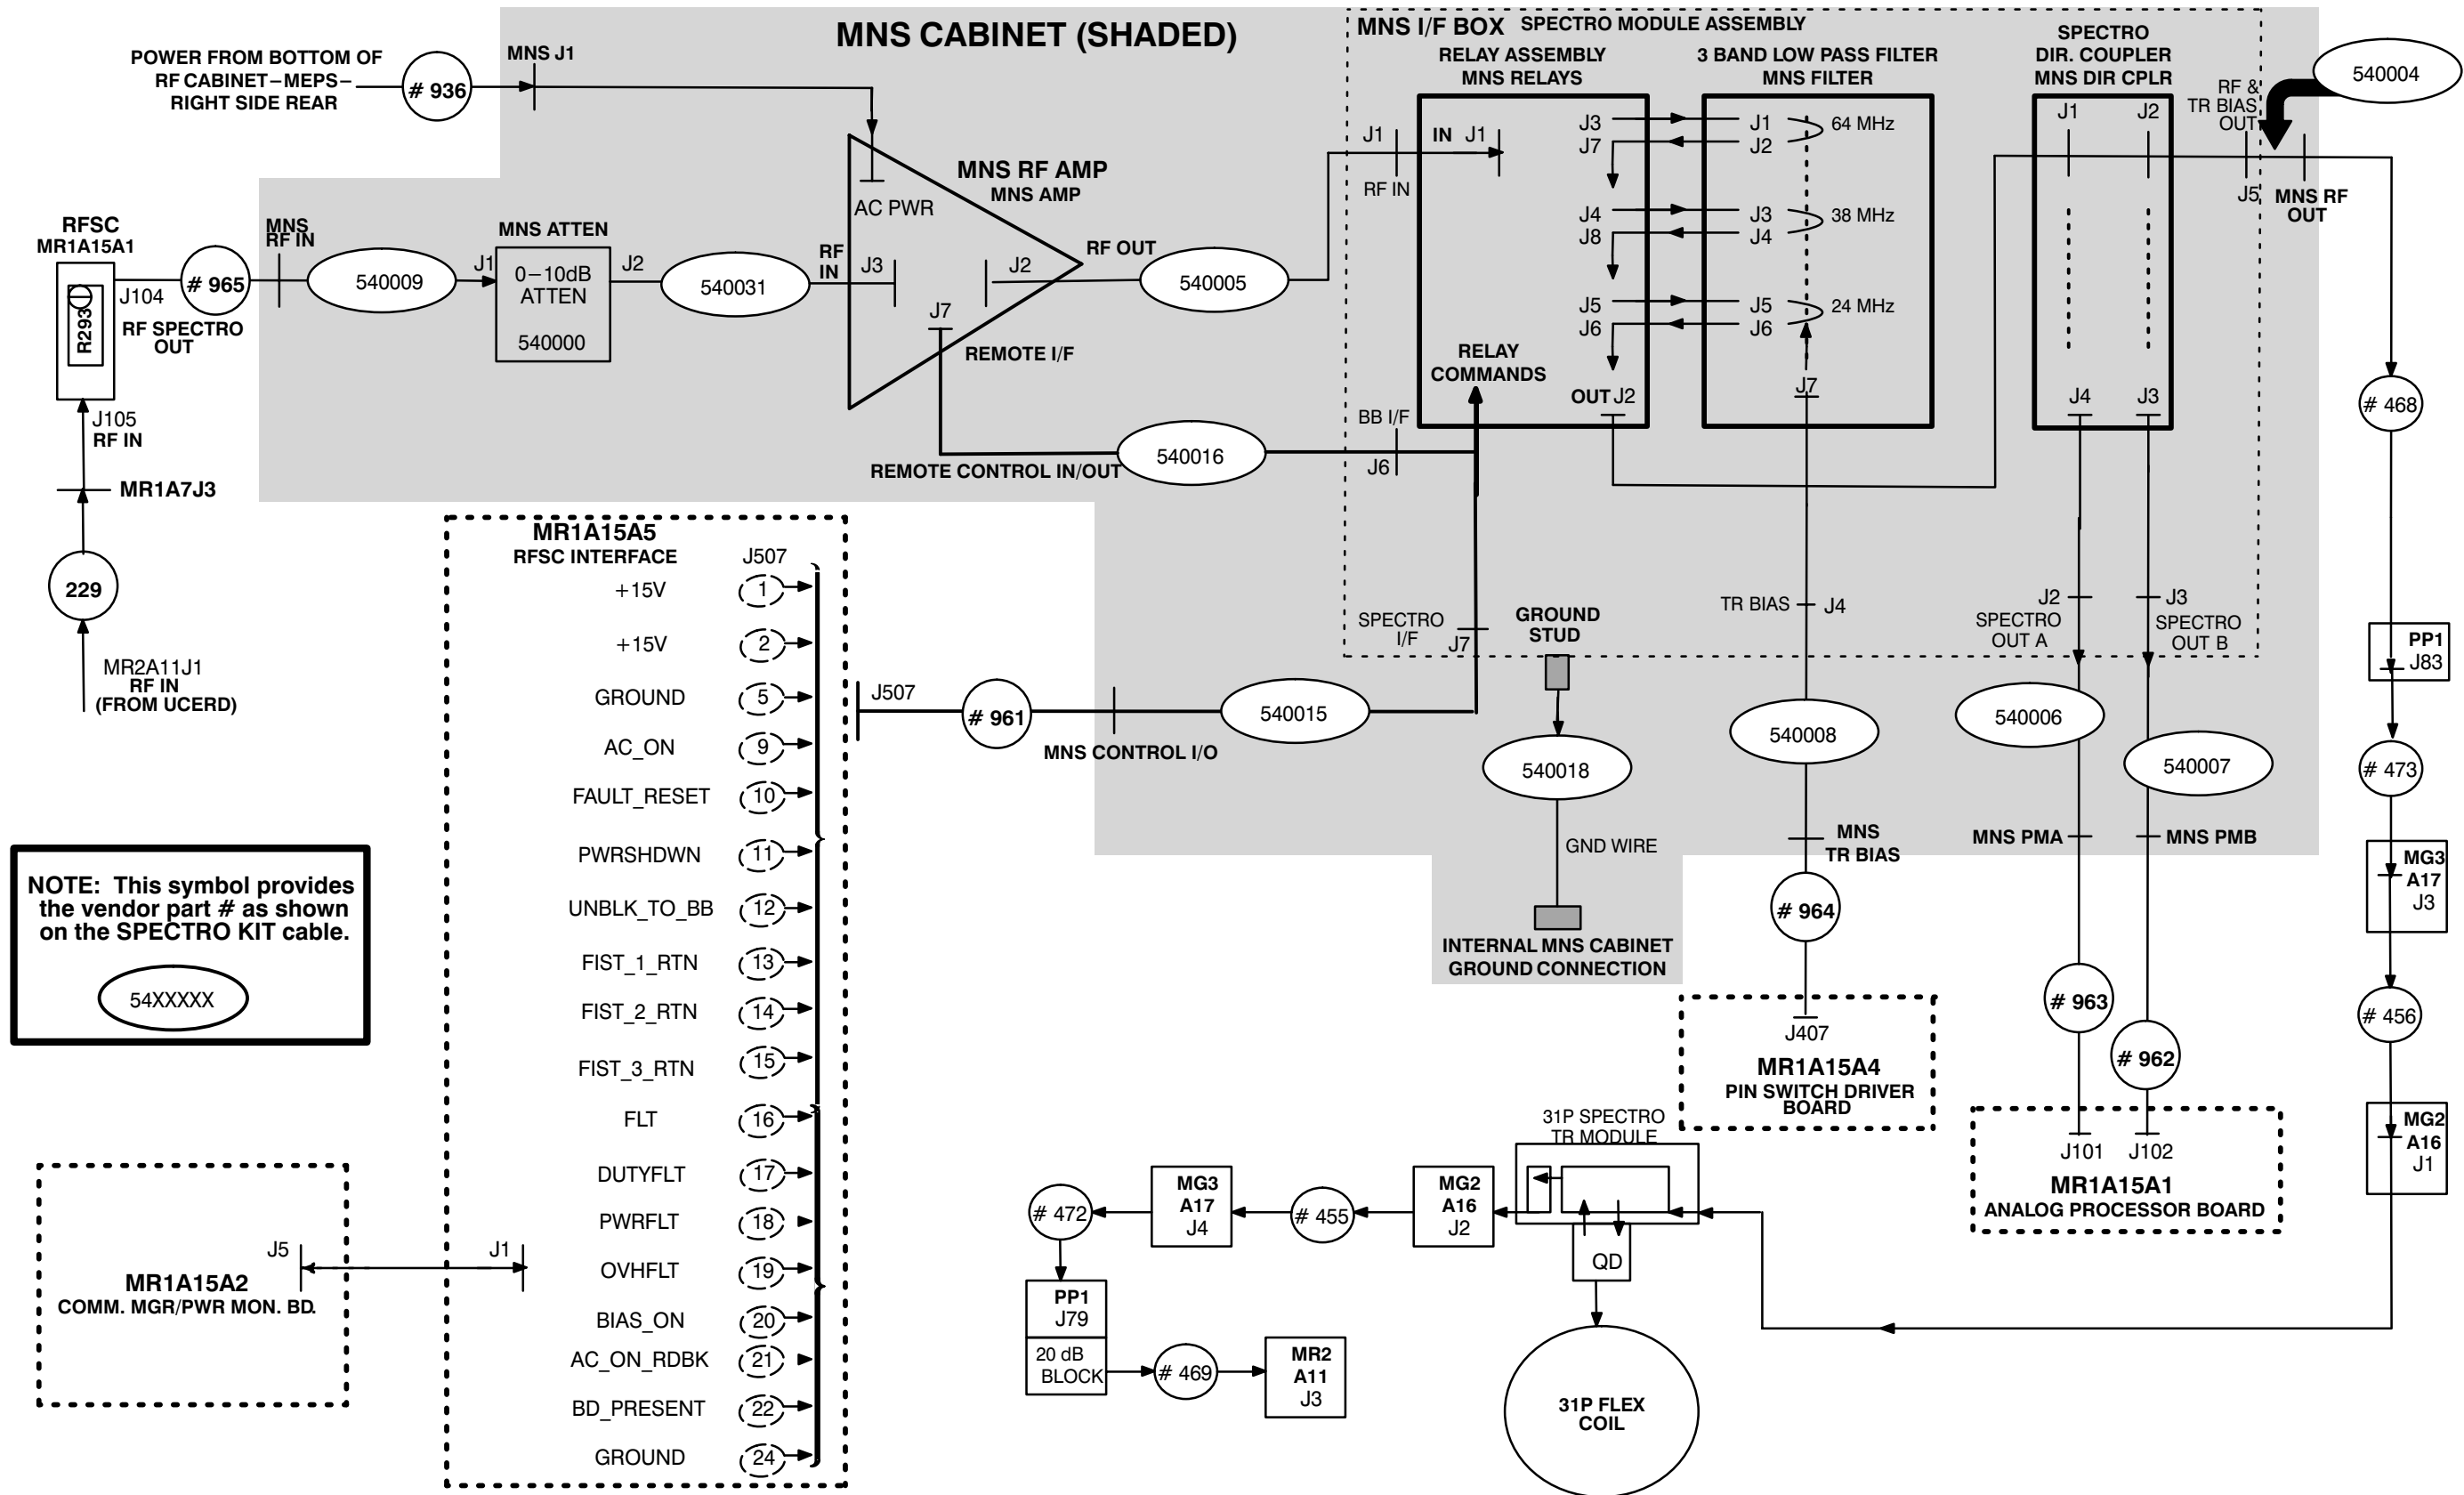 MNS CABINET (SHADED)
POWER FROM BOTTOM OF
RF CABINET–MEPS–
RIGHT SIDE REAR
# 936
MNS J1
MNS RF AMP
MNS AMP
AC PWR
RF
IN
J3
J2
RF OUT
J7
REMOTE I/F
RFSC
MR1A15A1
R293
J104
RF SPECTRO
OUT
# 965
MNS
RF IN
540009
MNS ATTEN
J1
0–10dB
ATTEN
540000
J2
540031
540005
J105
RF IN
MR1A7J3
229
MR2A11J1
RF IN
(FROM UCERD)
REMOTE CONTROL IN/OUT
540016
MNS I/F BOX
SPECTRO MODULE ASSEMBLY
RELAY ASSEMBLY
MNS RELAYS
J1
RF IN
IN
J1
J3
J7
J4
J8
J5
J6
RELAY
COMMANDS
OUT J2
BB I/F
J6
3 BAND LOW PASS FILTER
MNS FILTER
J1
J2
64 MHz
J3
J4
38 MHz
J5
J6
24 MHz
J7
SPECTRO
DIR. COUPLER
MNS DIR CPLR
J1
J2
J4
J3
RF &
TR BIAS
OUT
J5
540004
MNS RF
OUT
SPECTRO
I/F
J7
TR BIAS
J4
J2
SPECTRO
OUT A
J3
SPECTRO
OUT B
GROUND
STUD
540018
GND WIRE
INTERNAL MNS CABINET
GROUND CONNECTION
540008
MNS
TR BIAS
# 964
J407
MR1A15A4
PIN SWITCH DRIVER
BOARD
540006
540007
MNS PMA
MNS PMB
# 963
# 962
J101
J102
MR1A15A1
ANALOG PROCESSOR BOARD
# 468
PP1
J83
# 473
MG3
A17
J3
# 456
MG2
A16
J1
MR1A15A5
RFSC INTERFACE
J507
+15V 1
+15V 2
GROUND 5
AC_ON 9
FAULT_RESET 10
PWRSHDWN 11
UNBLK_TO_BB 12
FIST_1_RTN 13
FIST_2_RTN 14
FIST_3_RTN 15
FLT 16
DUTYFLT 17
PWRFLT 18
OVHFLT 19
BIAS_ON 20
AC_ON_RDBK 21
BD_PRESENT 22
GROUND 24
J507
# 961
MNS CONTROL I/O
540015
NOTE: This symbol provides
the vendor part # as shown
on the SPECTRO KIT cable.
54XXXXX
J5
MR1A15A2
COMM. MGR/PWR MON. BD.
J1
31P SPECTRO
TR MODULE
QD
31P FLEX
COIL
MG2
A16
J2
# 455
MG3
A17
J4
# 472
PP1
J79
20 dB
BLOCK
# 469
MR2
A11
J3